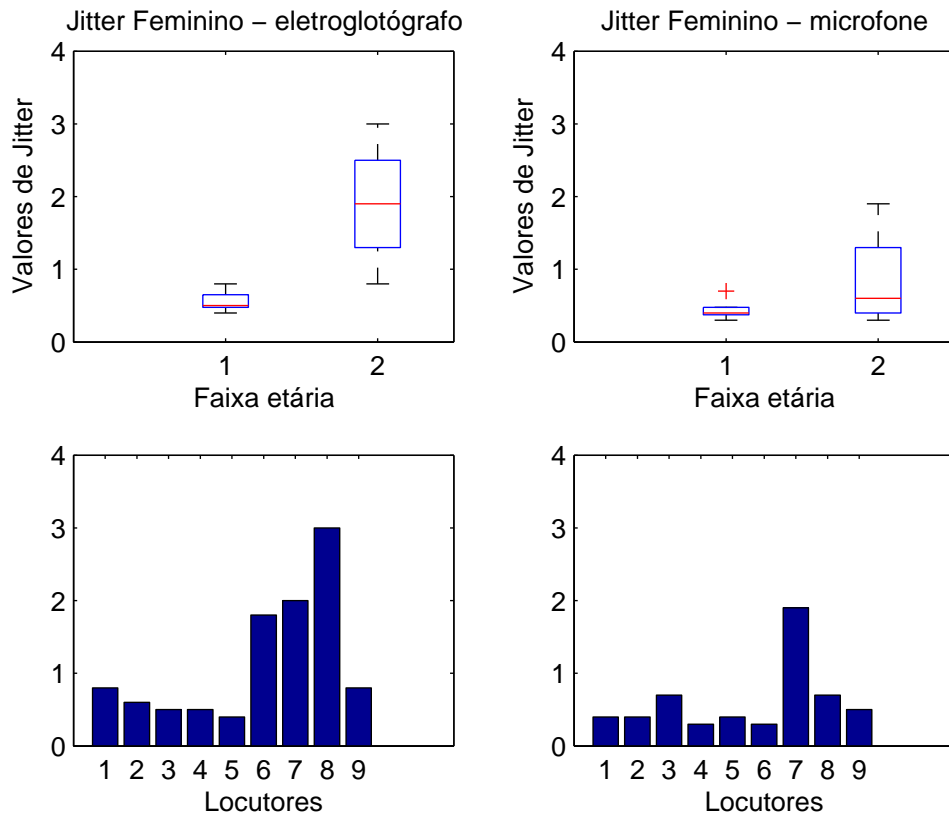 Jitter Feminino − eletroglotógrafo
4
3
2
1
0
Valores de Jitter
1 2
Faixa etária
Jitter Feminino − microfone
4
3
2
1
0
Valores de Jitter
1 2
Faixa etária
4
3
2
1
0
1 2 3 4 5 6 7 8 9
Locutores
4
3
2
1
0
1 2 3 4 5 6 7 8 9
Locutores